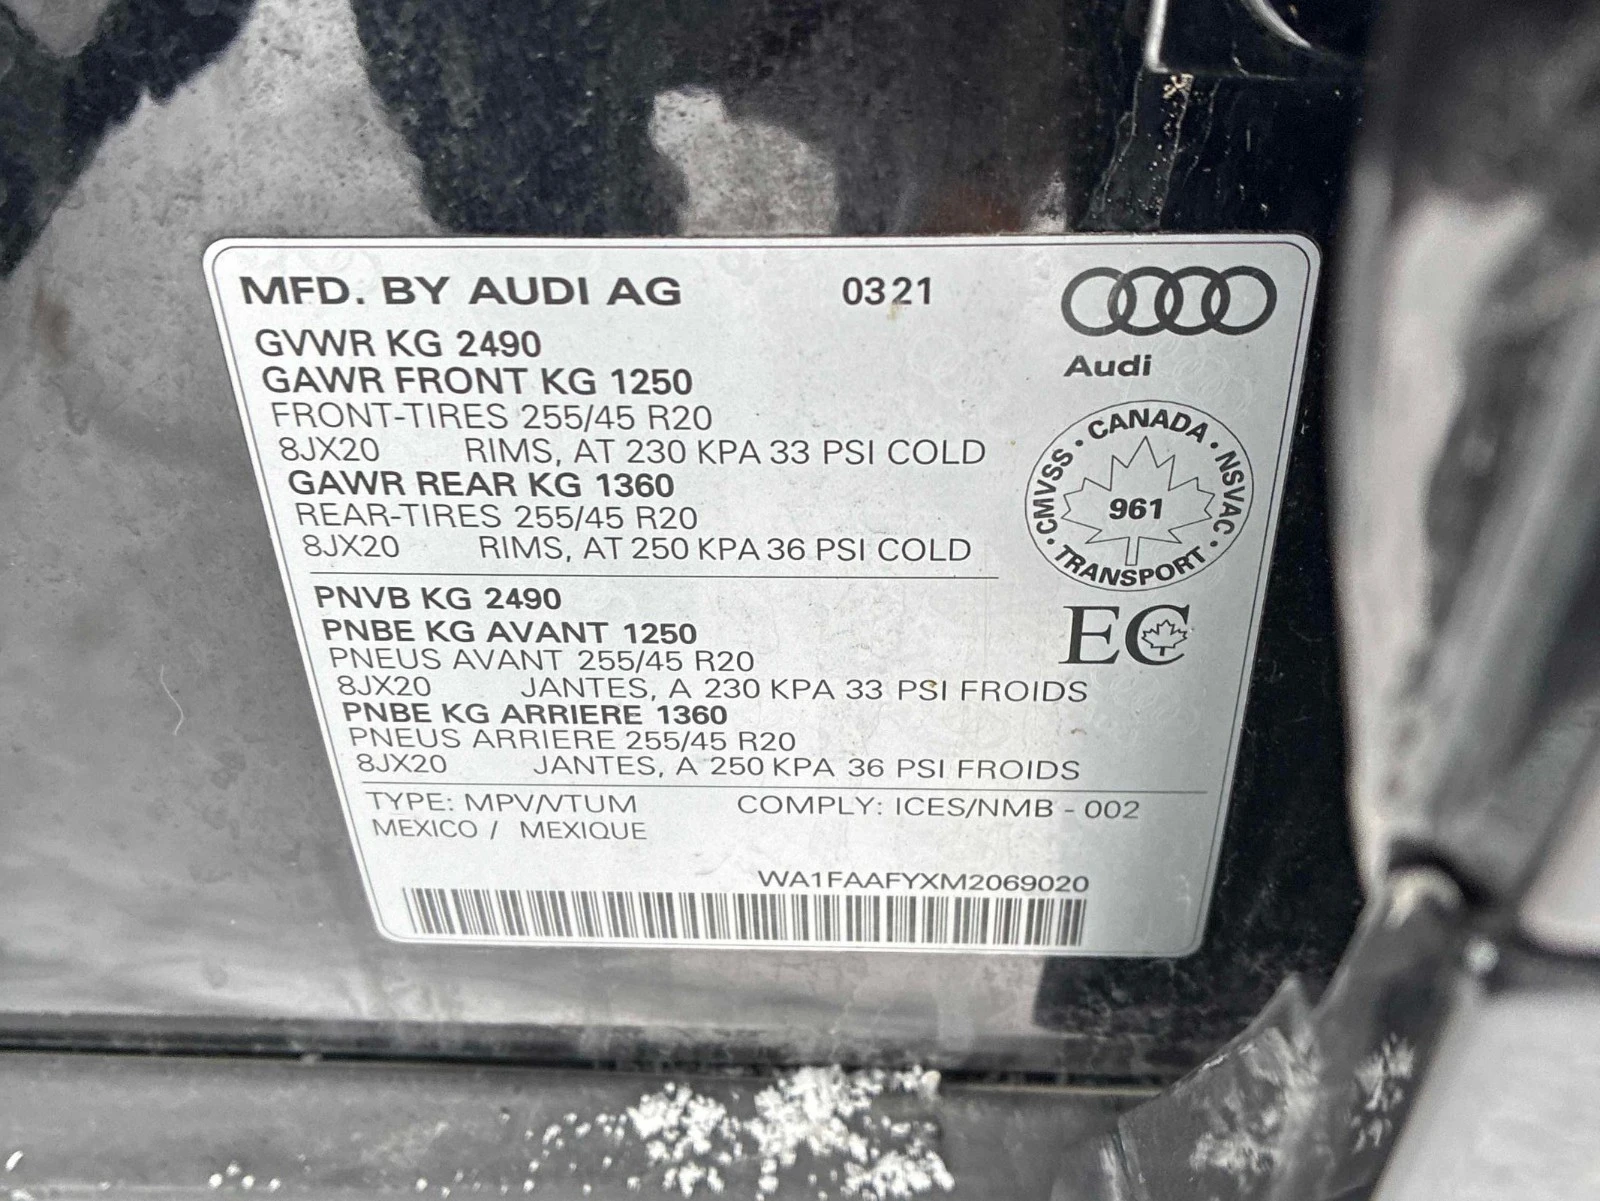 MFD. BY AUDI AG 0321
GVWR KG 2490
GAWR FRONT KG 1250
FRONT-TIRES 255/45 R20
8JX20 RIMS, AT 230 KPA 33 PSI COLD
GAWR REAR KG 1360
REAR-TIRES 255/45 R20
8JX20 RIMS, AT 250 KPA 36 PSI COLD
Audi
CANADA · NSVAC · TRANSPORT · CMVSS ·
961
EC
PNVB KG 2490
PNBE KG AVANT 1250
PNEUS AVANT 255/45 R20
8JX20 JANTES, A 230 KPA 33 PSI FROIDS
PNBE KG ARRIERE 1360
PNEUS ARRIERE 255/45 R20
8JX20 JANTES, A 250 KPA 36 PSI FROIDS
TYPE: MPV/VTUM COMPLY: ICES/NMB - 002
MEXICO / MEXIQUE
WA1FAAFYXM2069020